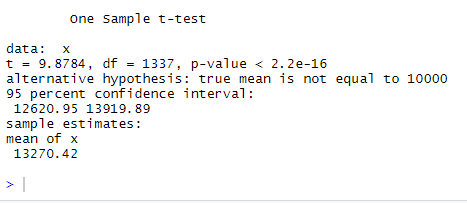 One Sample t-test
data:  x
t = 9.8784, df = 1337, p-value < 2.2e-16
alternative hypothesis: true mean is not equal to 10000
95 percent confidence interval:
 12620.95 13919.89
sample estimates:
mean of x
 13270.42
>